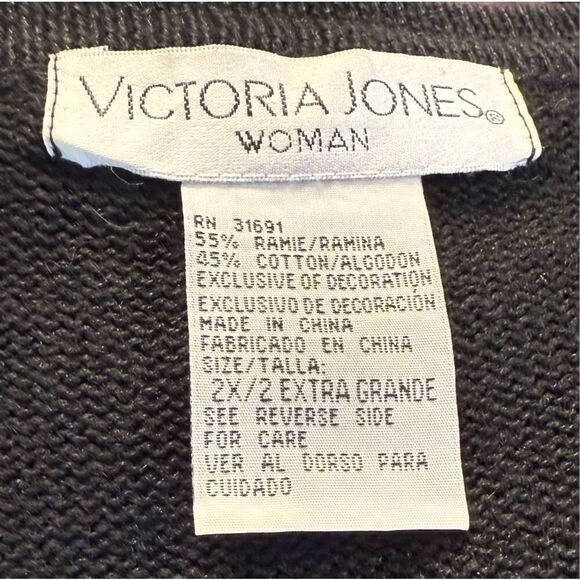 VICTORIA JONES®
WOMAN
RN 31691
55% RAMIE/RAMINA
45% COTTON/ALGODON
EXCLUSIVE OF DECORATION
EXCLUSIVO DE DECORACIÓN
MADE IN CHINA
FABRICADO EN CHINA
SIZE/TALLA:
2X/2 EXTRA GRANDE
SEE REVERSE SIDE
FOR CARE
VER AL DORSO PARA
CUIDADO